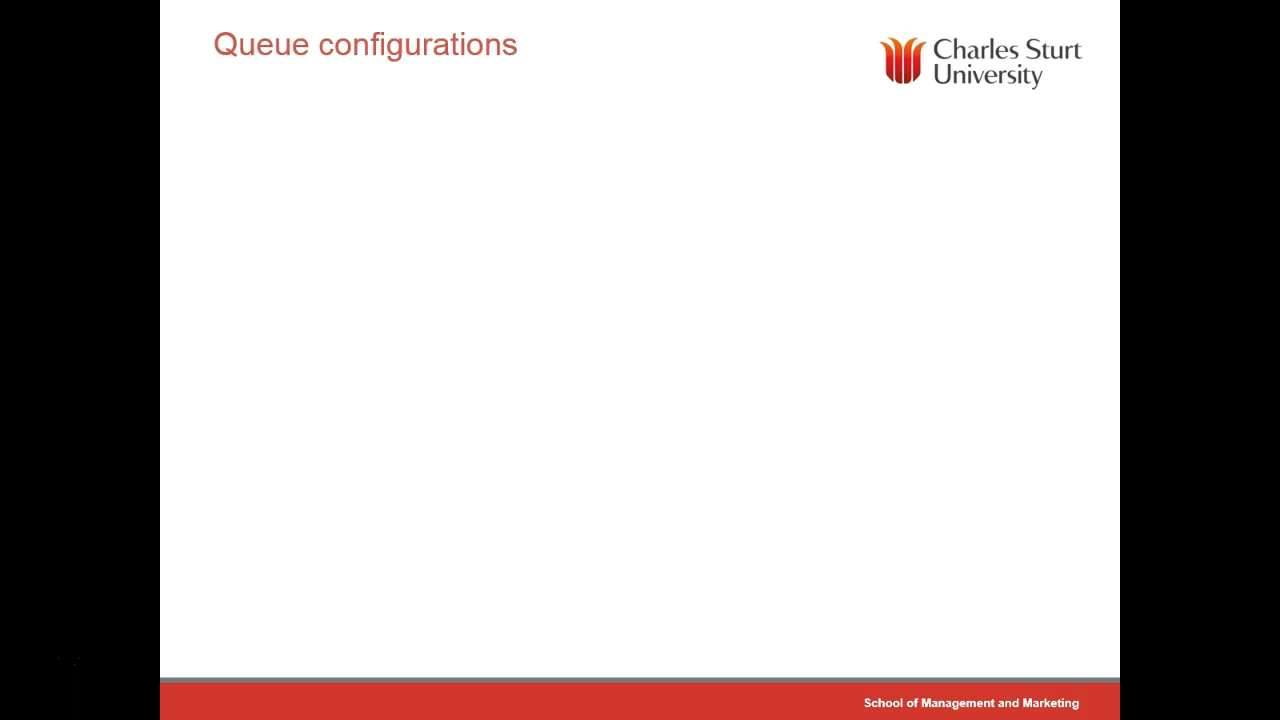 Queue configurations
Charles Sturt
University
School of Management and Marketing